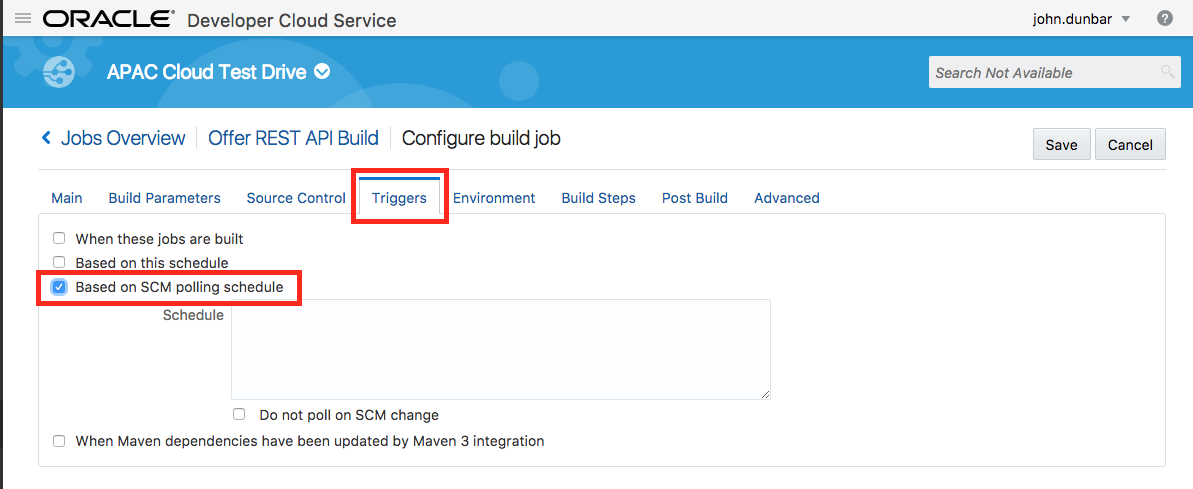 ORACLE® Developer Cloud Service john.dunbar ?
APAC Cloud Test Drive Search Not Available
Jobs Overview Offer REST API Build Configure build job Save Cancel
Main Build Parameters Source Control Triggers Environment Build Steps Post Build Advanced
When these jobs are built
Based on this schedule
Based on SCM polling schedule
Schedule
Do not poll on SCM change
When Maven dependencies have been updated by Maven 3 integration